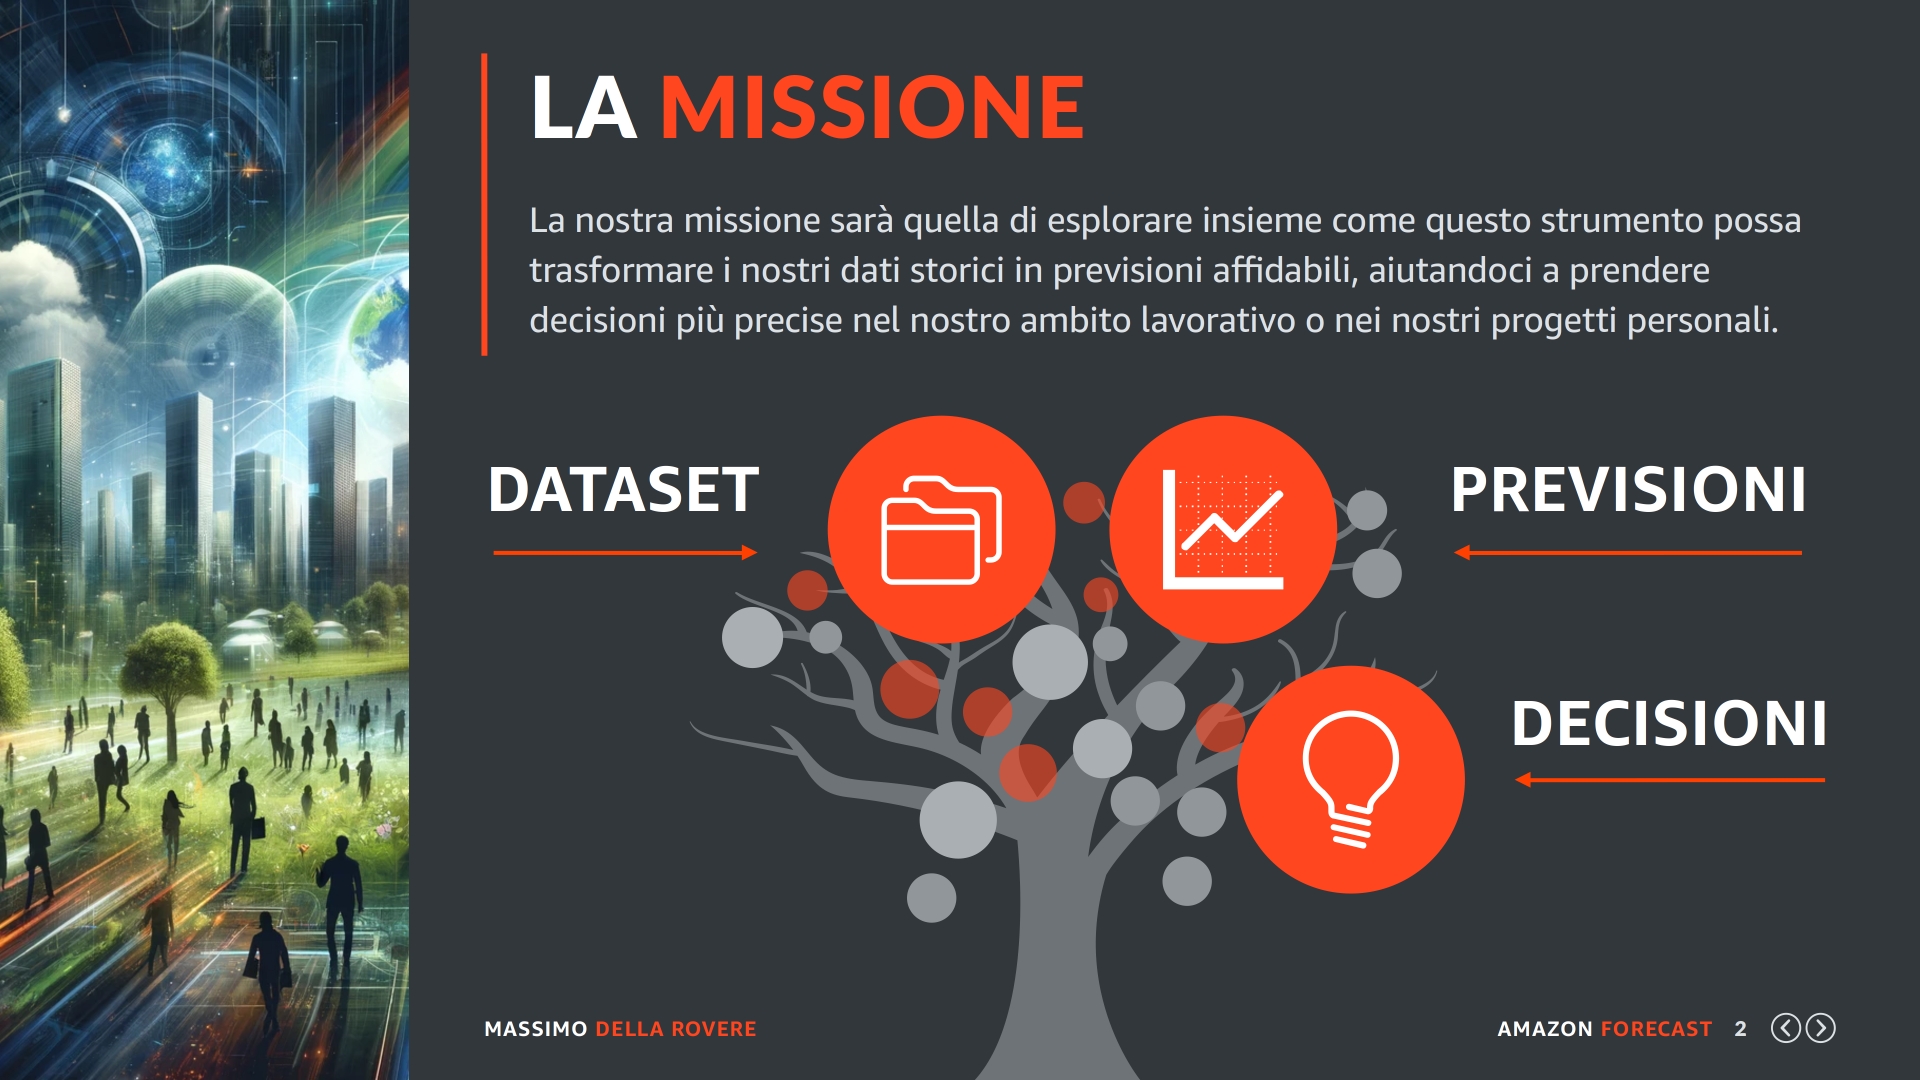 LA MISSIONE
La nostra missione sarà quella di esplorare insieme come questo strumento possa
trasformare i nostri dati storici in previsioni affidabili, aiutandoci a prendere
decisioni più precise nel nostro ambito lavorativo o nei nostri progetti personali.
DATASET
PREVISIONI
DECISIONI
MASSIMO DELLA ROVERE
AMAZON FORECAST 2